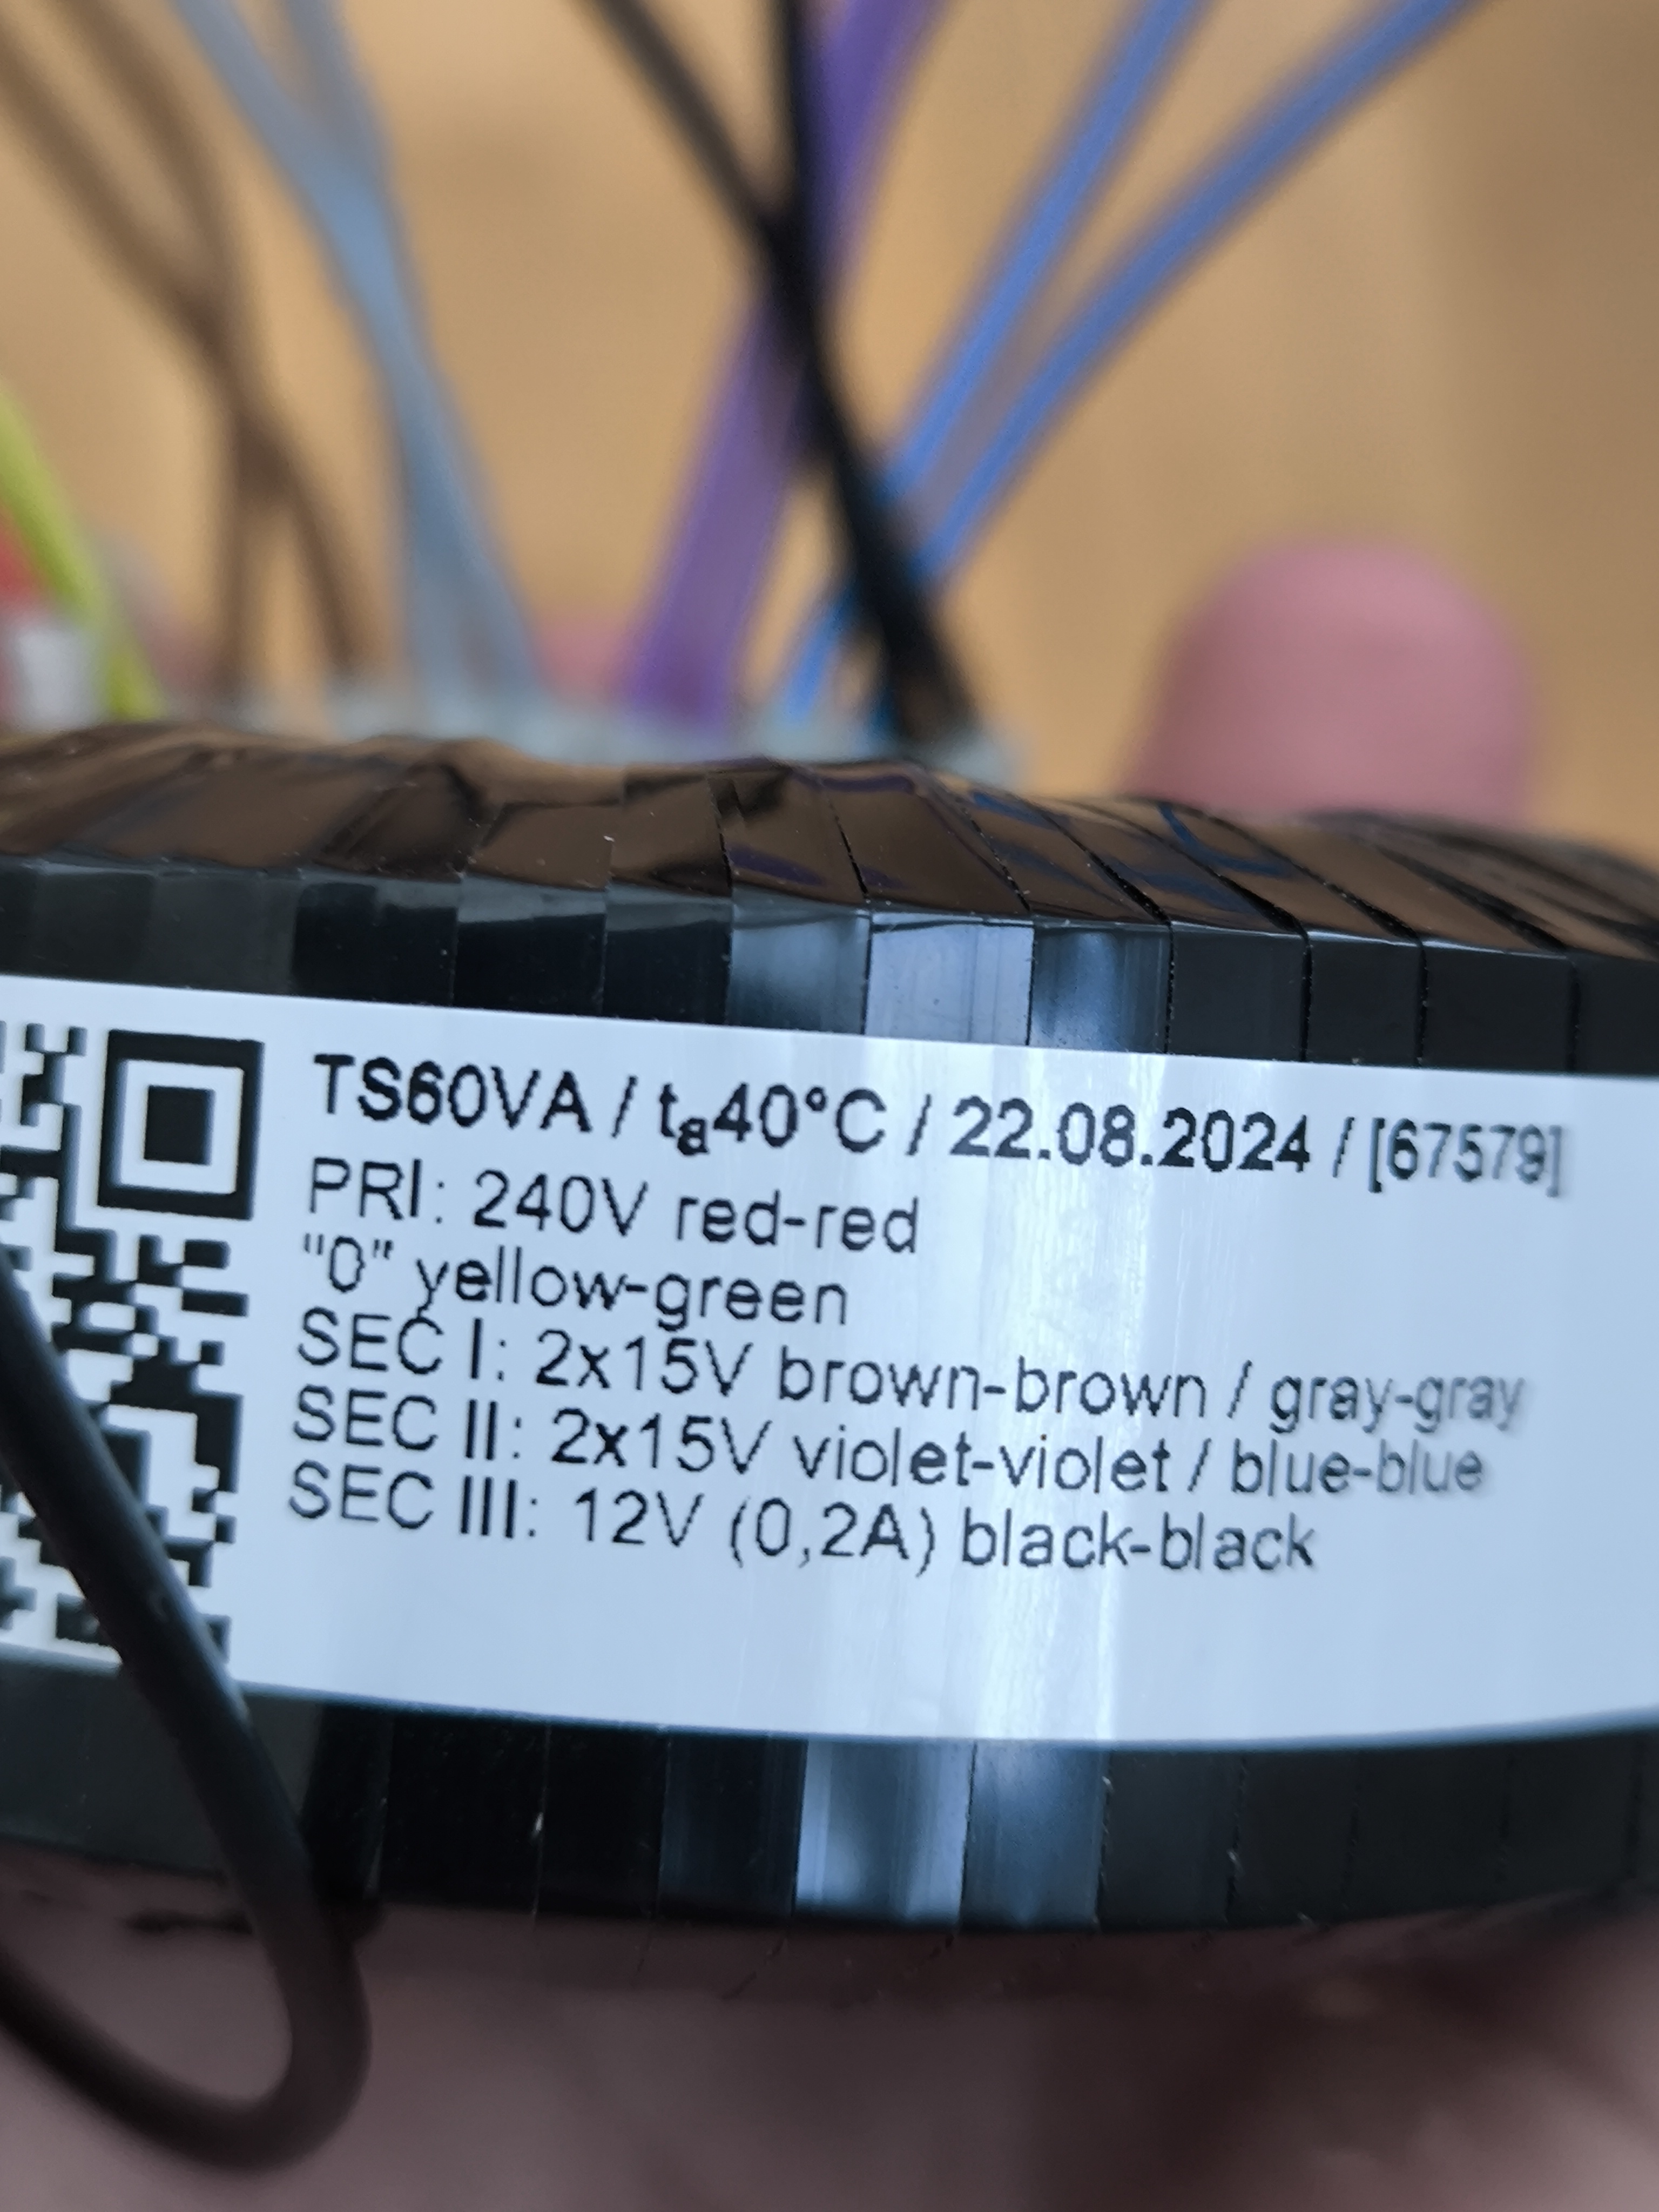 TS60VA / ta40°C / 22.08.2024 / [67579]
PRI: 240V red-red
"0" yellow-green
SEC I: 2x15V brown-brown / gray-gray
SEC II: 2x15V violet-violet / blue-blue
SEC III: 12V (0,2A) black-black